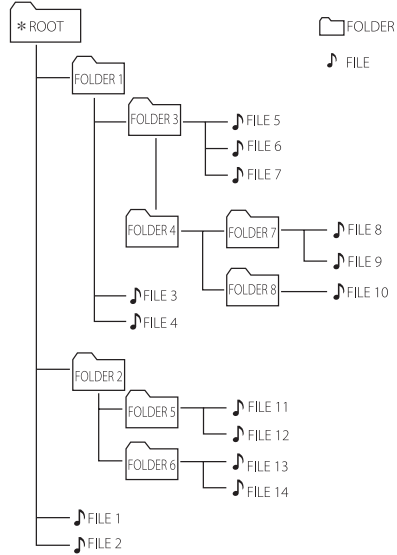 * ROOT
FOLDER
FILE
FOLDER 1
FOLDER 3
FILE 5
FILE 6
FILE 7
FOLDER 4
FOLDER 7
FILE 8
FILE 9
FOLDER 8
FILE 10
FILE 3
FILE 4
FOLDER 2
FOLDER 5
FILE 11
FILE 12
FOLDER 6
FILE 13
FILE 14
FILE 1
FILE 2